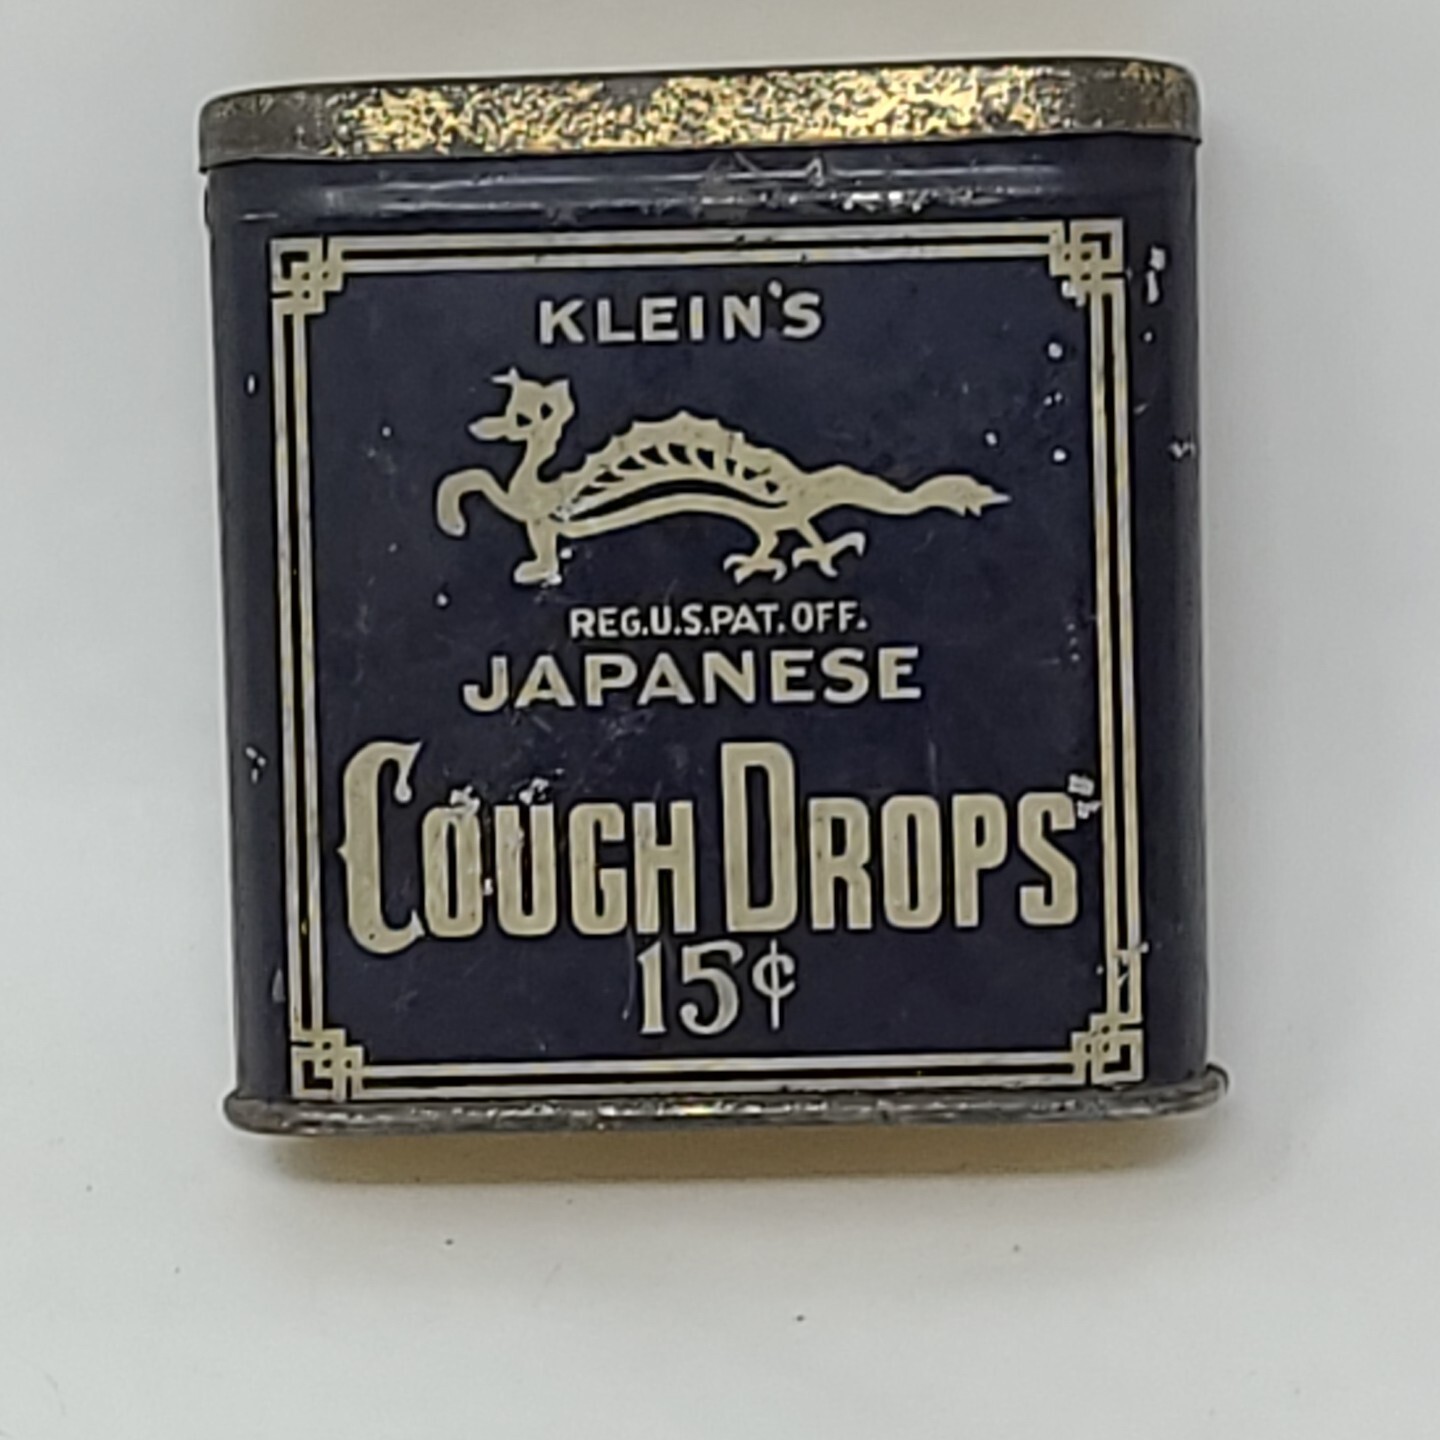 KLEIN'S
REG.U.S.PAT.OFF.
JAPANESE
COUGH DROPS
15¢